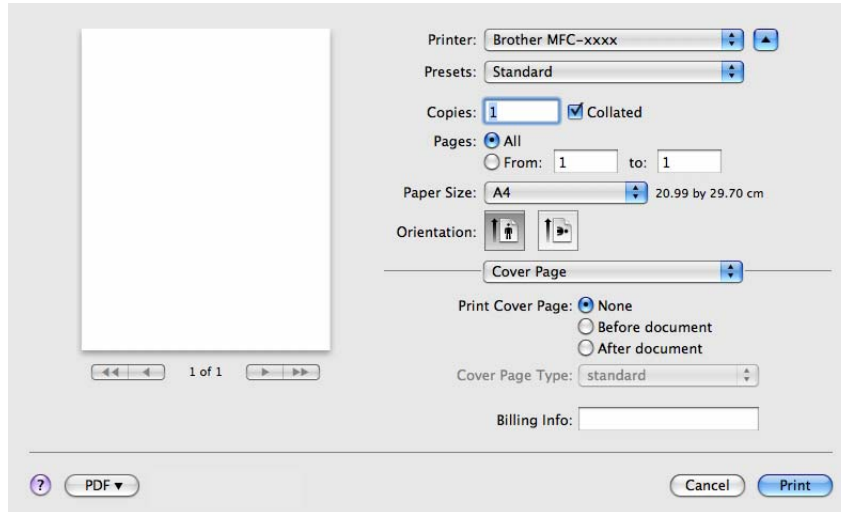 Printer: Brother MFC-xxxx
Presets: Standard
Copies: 1 Collated
Pages: All
From: 1 to: 1
Paper Size: A4 20.99 by 29.70 cm
Orientation:
Cover Page
Print Cover Page: None
Before document
After document
1 of 1
Cover Page Type: standard
Billing Info:
? PDF Cancel Print